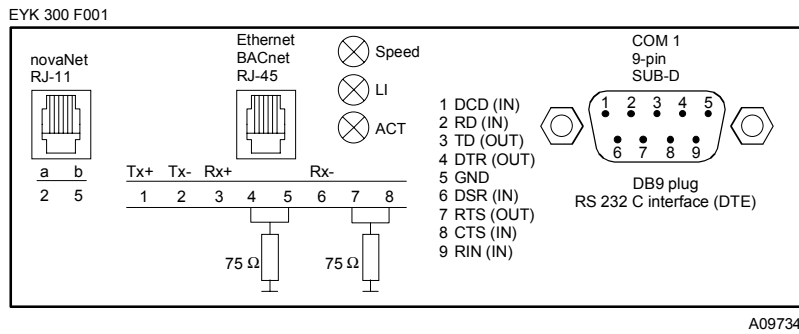 EYK 300 F001
novaNet
RJ-11
Ethernet
BACnet
RJ-45
Speed
LI
ACT
a b
2 5
Tx+ Tx- Rx+ Rx-
1 2 3 4 5 6 7 8
75 Ω 75 Ω
1 DCD (IN)
2 RD (IN)
3 TD (OUT)
4 DTR (OUT)
5 GND
6 DSR (IN)
7 RTS (OUT)
8 CTS (IN)
9 RIN (IN)
COM 1
9-pin
SUB-D
1 2 3 4 5
6 7 8 9
DB9 plug
RS 232 C interface (DTE)
A09734